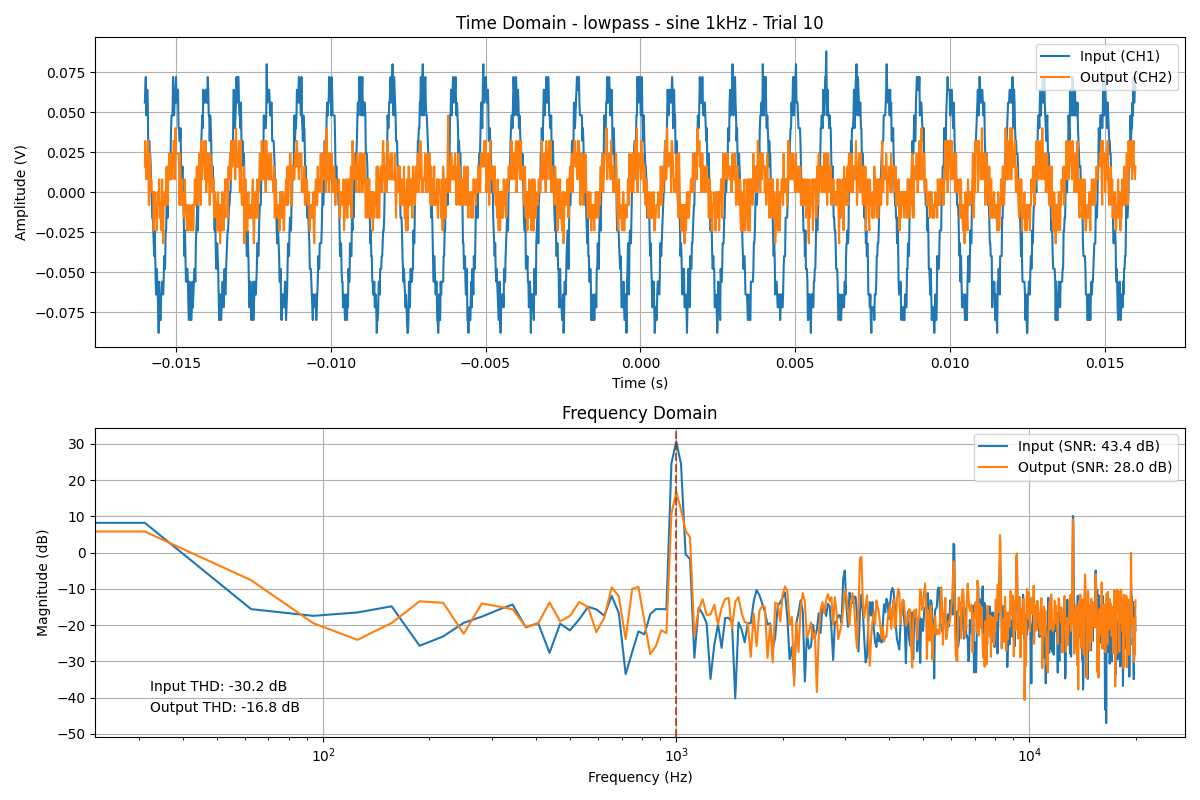 Time Domain - lowpass - sine 1kHz - Trial 10
Amplitude (V)
0.075
0.050
0.025
0.000
−0.025
−0.050
−0.075
Input (CH1)
Output (CH2)
−0.015
−0.010
−0.005
0.000
0.005
0.010
0.015
Time (s)
Frequency Domain
Magnitude (dB)
30
20
10
0
−10
−20
−30
−40
−50
Input (SNR: 43.4 dB)
Output (SNR: 28.0 dB)
Input THD: -30.2 dB
Output THD: -16.8 dB
10²
10³
10⁴
Frequency (Hz)